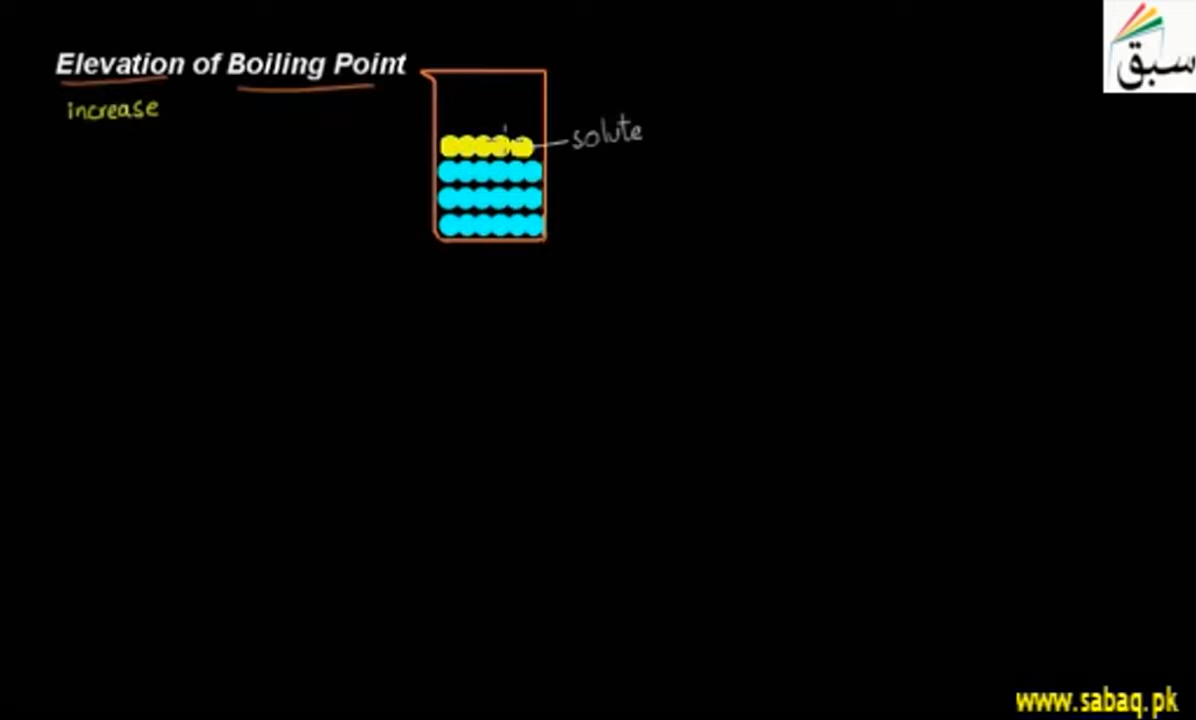 Elevation of Boiling Point
increase
solute
سبق
www.sabaq.pk